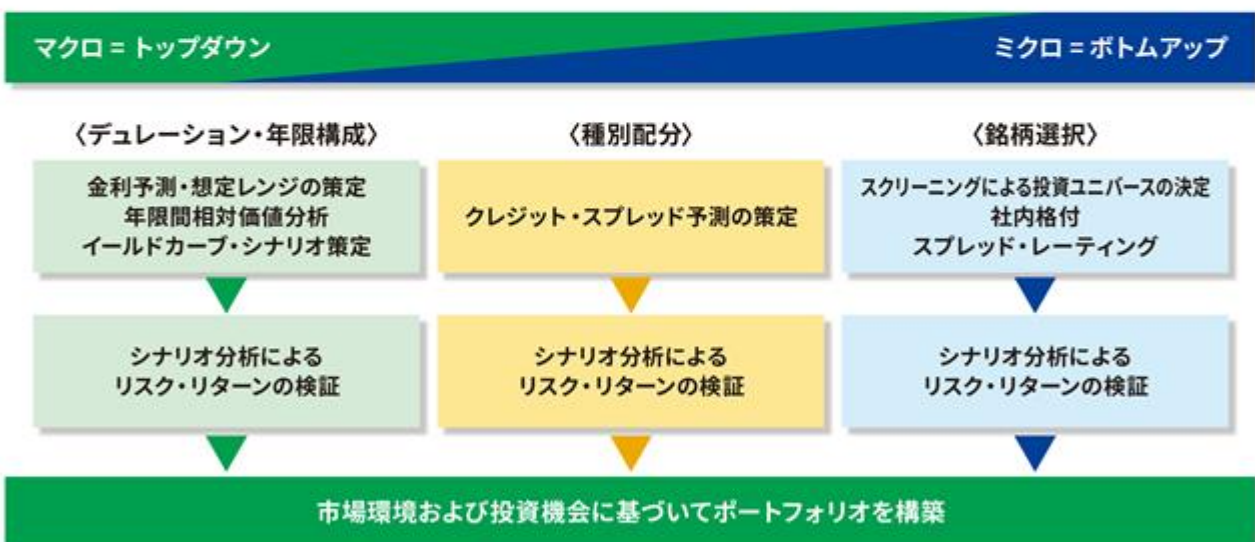 マクロ = トップダウン
ミクロ = ボトムアップ
〈デュレーション・年限構成〉
金利予測・想定レンジの策定
年限間相対価値分析
イールドカーブ・シナリオ策定
シナリオ分析による
リスク・リターンの検証
〈種別配分〉
クレジット・スプレッド予測の策定
シナリオ分析による
リスク・リターンの検証
〈銘柄選択〉
スクリーニングによる投資ユニバースの決定
社内格付
スプレッド・レーティング
シナリオ分析による
リスク・リターンの検証
市場環境および投資機会に基づいてポートフォリオを構築